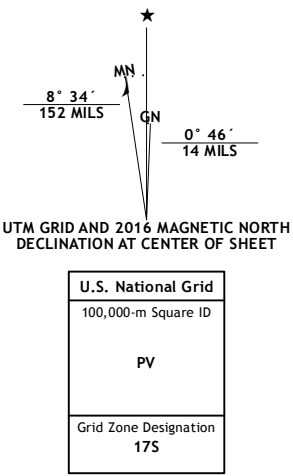 ★
MN
8° 34´
152 MILS
GN
0° 46´
14 MILS
UTM GRID AND 2016 MAGNETIC NORTH
DECLINATION AT CENTER OF SHEET
U.S. National Grid
100,000-m Square ID
PV
Grid Zone Designation
17S